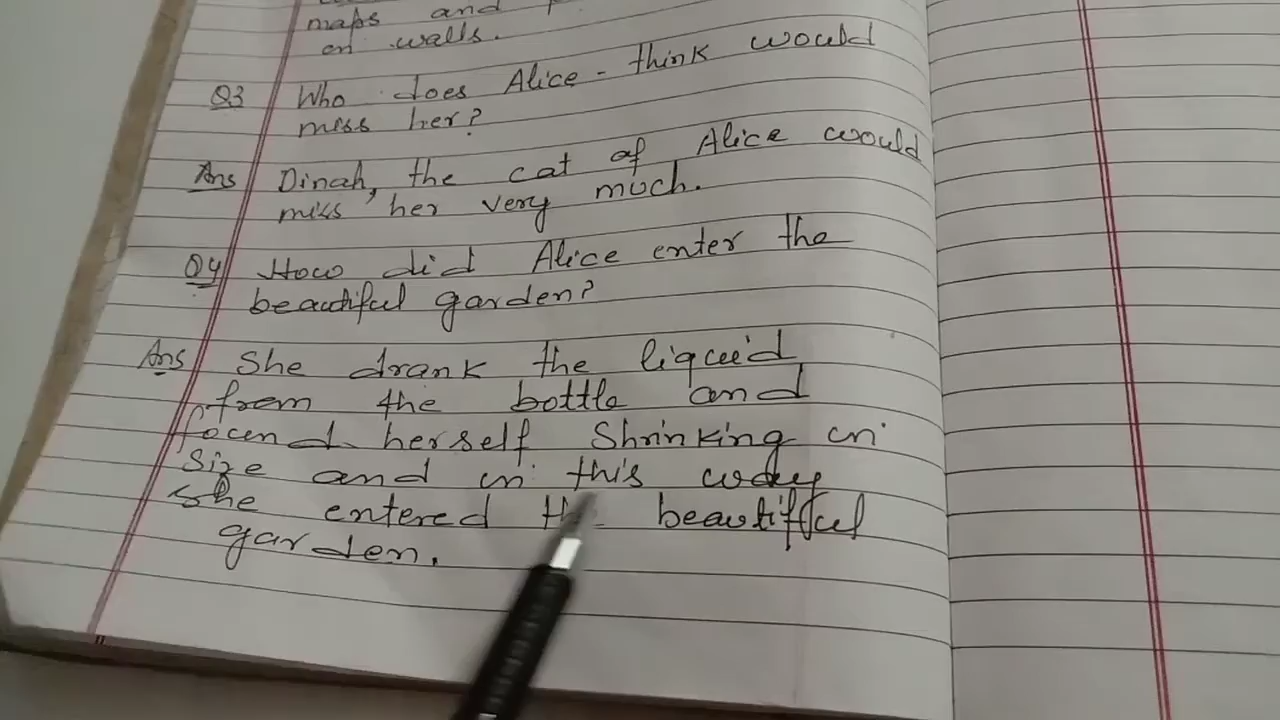 maps and
on walls.
Q3 Who does Alice - think would
miss her?
Ans Dinah, the cat of Alice would
miss her very much.
Q4 How did Alice enter the
beautiful garden?
Ans She drank the liquid
from the bottle and
found herself Shrinking in
Size and in this way
she entered the beautiful
garden.